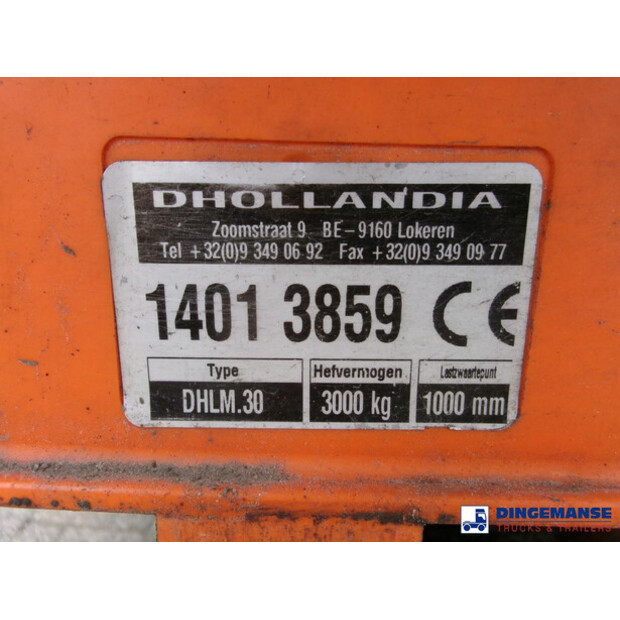 DHOLLANDIA
Zoomstraat 9 BE-9160 Lokeren
Tel +32(0)9 349 06 92 Fax +32(0)9 349 09 77
1401 3859 CE
Type Hefvermogen Lastzwaartepunt
DHLM.30 3000 kg 1000 mm
DINGEMANSE
TRUCKS & TRAILERS